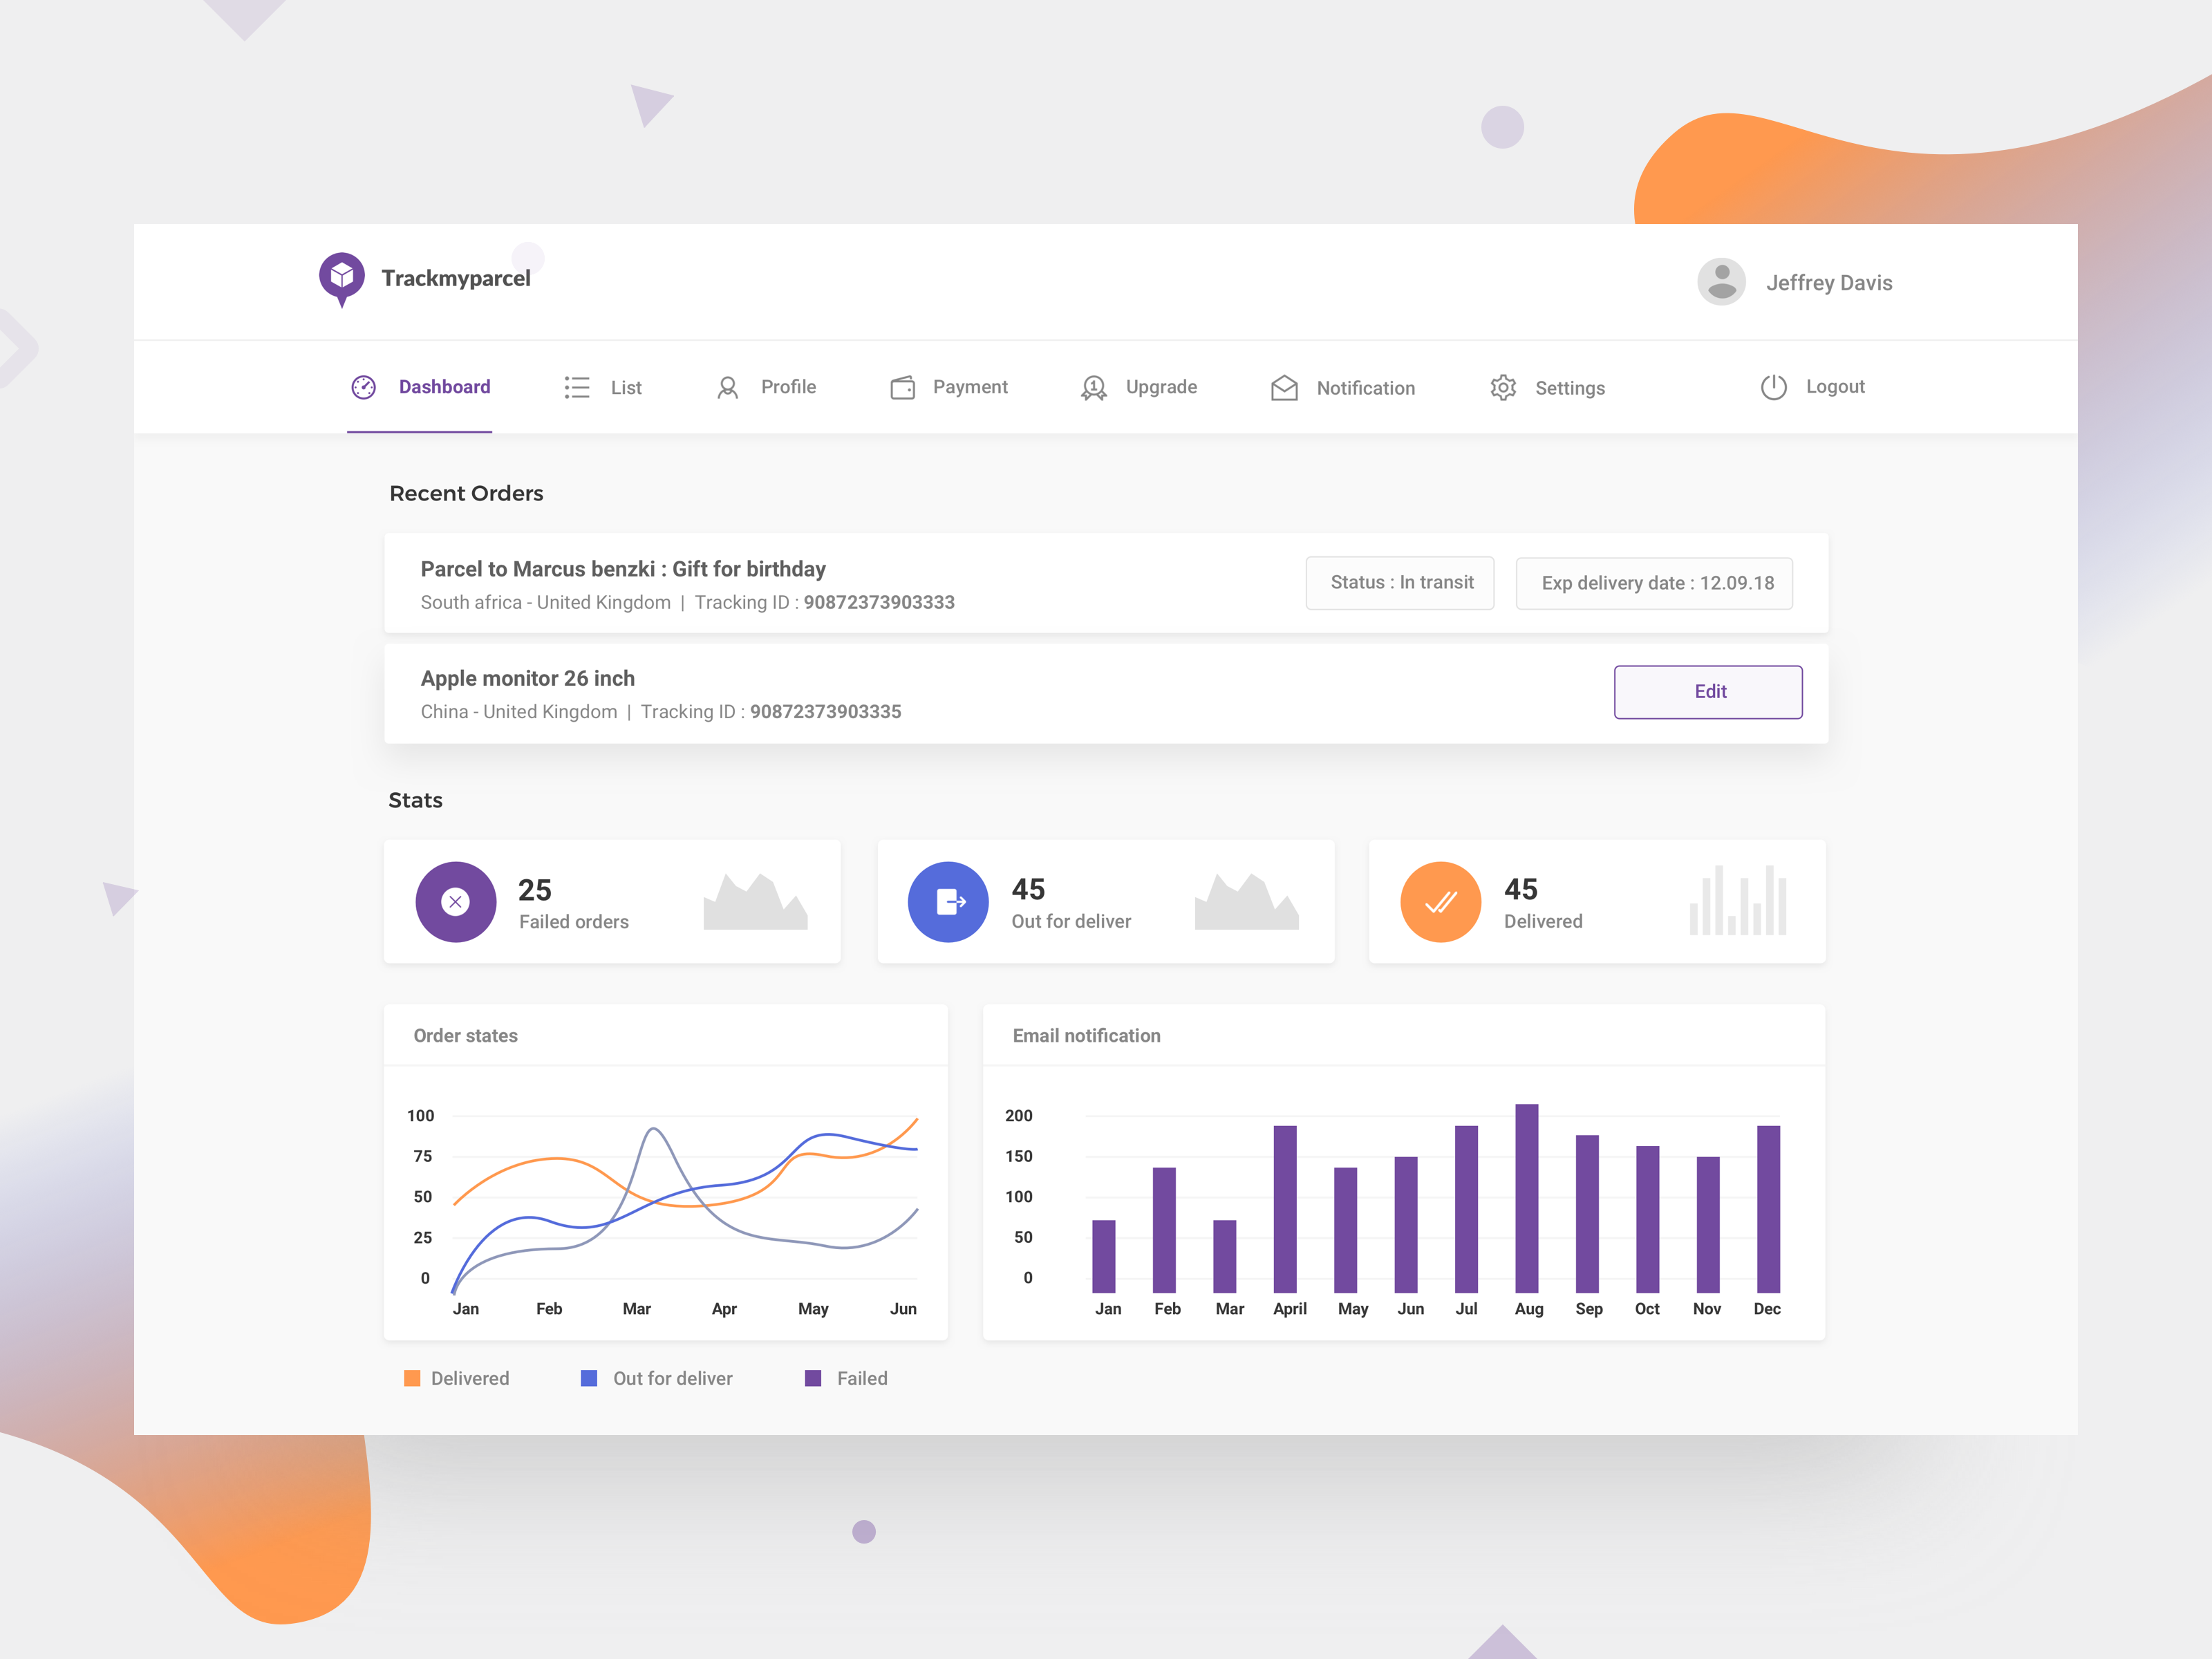 Trackmyparcel
Jeffrey Davis
Dashboard
List
Profile
Payment
1
Upgrade
Notification
Settings
Logout
Recent Orders
Parcel to Marcus benzki : Gift for birthday
South africa - United Kingdom | Tracking ID : 90872373903333
Status : In transit
Exp delivery date : 12.09.18
Apple monitor 26 inch
China - United Kingdom | Tracking ID : 90872373903335
Edit
Stats
25
Failed orders
45
Out for deliver
45
Delivered
Order states
100
75
50
25
0
Jan Feb Mar Apr May Jun
Delivered
Out for deliver
Failed
Email notification
200
150
100
50
0
Jan Feb Mar April May Jun Jul Aug Sep Oct Nov Dec